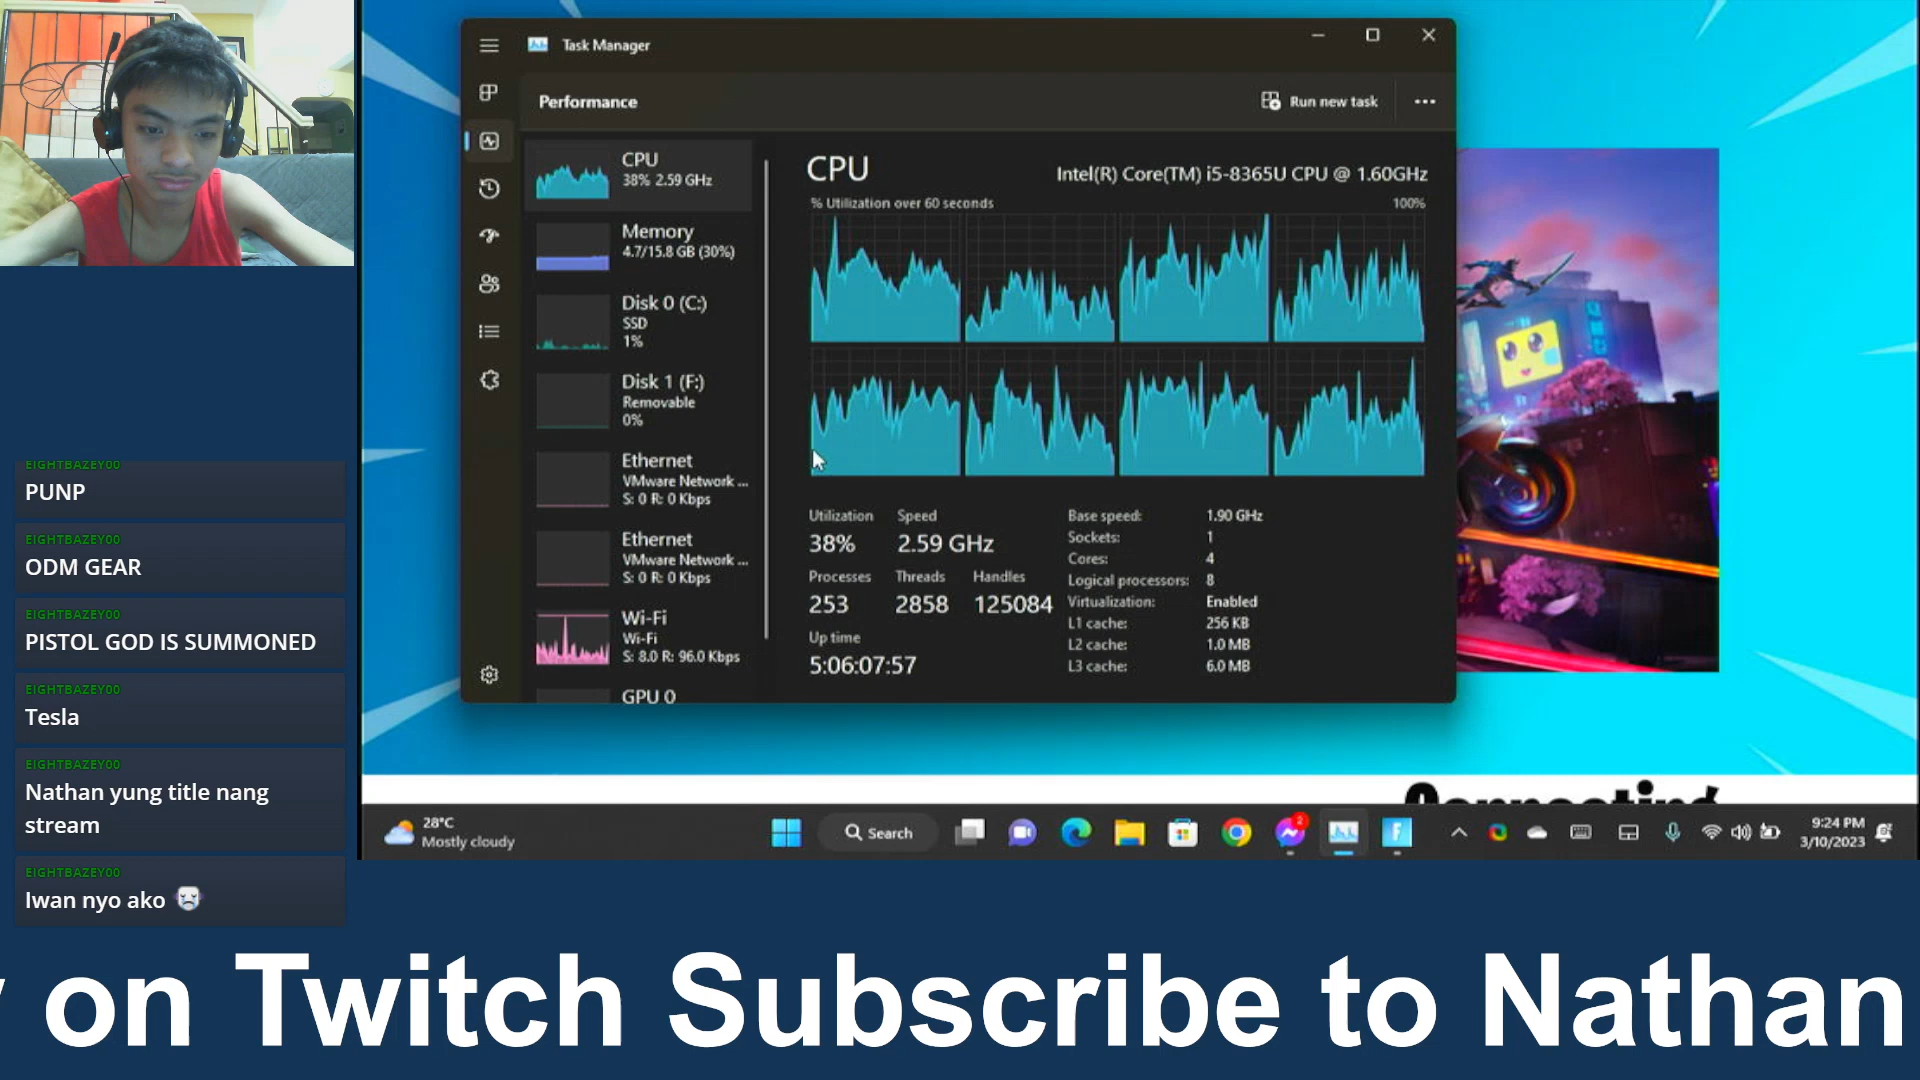 Task Manager
Performance
Run new task
CPU
38% 2.59 GHz
Memory
4.7/15.8 GB (30%)
Disk 0 (C:)
SSD
1%
Disk 1 (F:)
Removable
0%
Ethernet
VMware Network ...
S: 0 R: 0 Kbps
Ethernet
VMware Network ...
S: 0 R: 0 Kbps
Wi-Fi
Wi-Fi
S: 8.0 R: 96.0 Kbps
GPU 0
CPU
Intel(R) Core(TM) i5-8365U CPU @ 1.60GHz
% Utilization over 60 seconds
100%
Utilization
38%
Speed
2.59 GHz
Processes
253
Threads
2858
Handles
125084
Up time
5:06:07:57
Base speed: 1.90 GHz
Sockets: 1
Cores: 4
Logical processors: 8
Virtualization: Enabled
L1 cache: 256 KB
L2 cache: 1.0 MB
L3 cache: 6.0 MB
EIGHTBAZEY00
PUNP
EIGHTBAZEY00
ODM GEAR
EIGHTBAZEY00
PISTOL GOD IS SUMMONED
EIGHTBAZEY00
Tesla
EIGHTBAZEY00
Nathan yung title nang
stream
EIGHTBAZEY00
Iwan nyo ako
Connecting
28°C
Mostly cloudy
Search
2
9:24 PM
3/10/2023
on Twitch Subscribe to Nathan